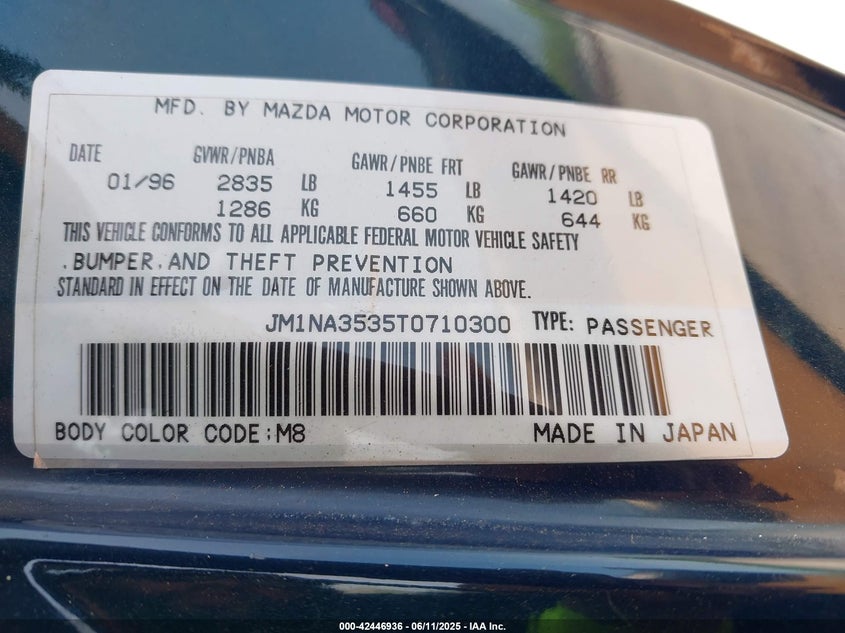 MFD. BY MAZDA MOTOR CORPORATION
DATE GVWR/PNBA GAWR/PNBE FRT GAWR/PNBE RR
01/96 2835 LB 1455 LB 1420 LB
1286 KG 660 KG 644 KG
THIS VEHICLE CONFORMS TO ALL APPLICABLE FEDERAL MOTOR VEHICLE SAFETY
,BUMPER,AND THEFT PREVENTION
STANDARD IN EFFECT ON THE DATE OF MANUFACTURE SHOWN ABOVE.
JM1NA3535T0710300 TYPE: PASSENGER
BODY COLOR CODE:M8 MADE IN JAPAN
000-42446936 - 06/11/2025 - IAA Inc.